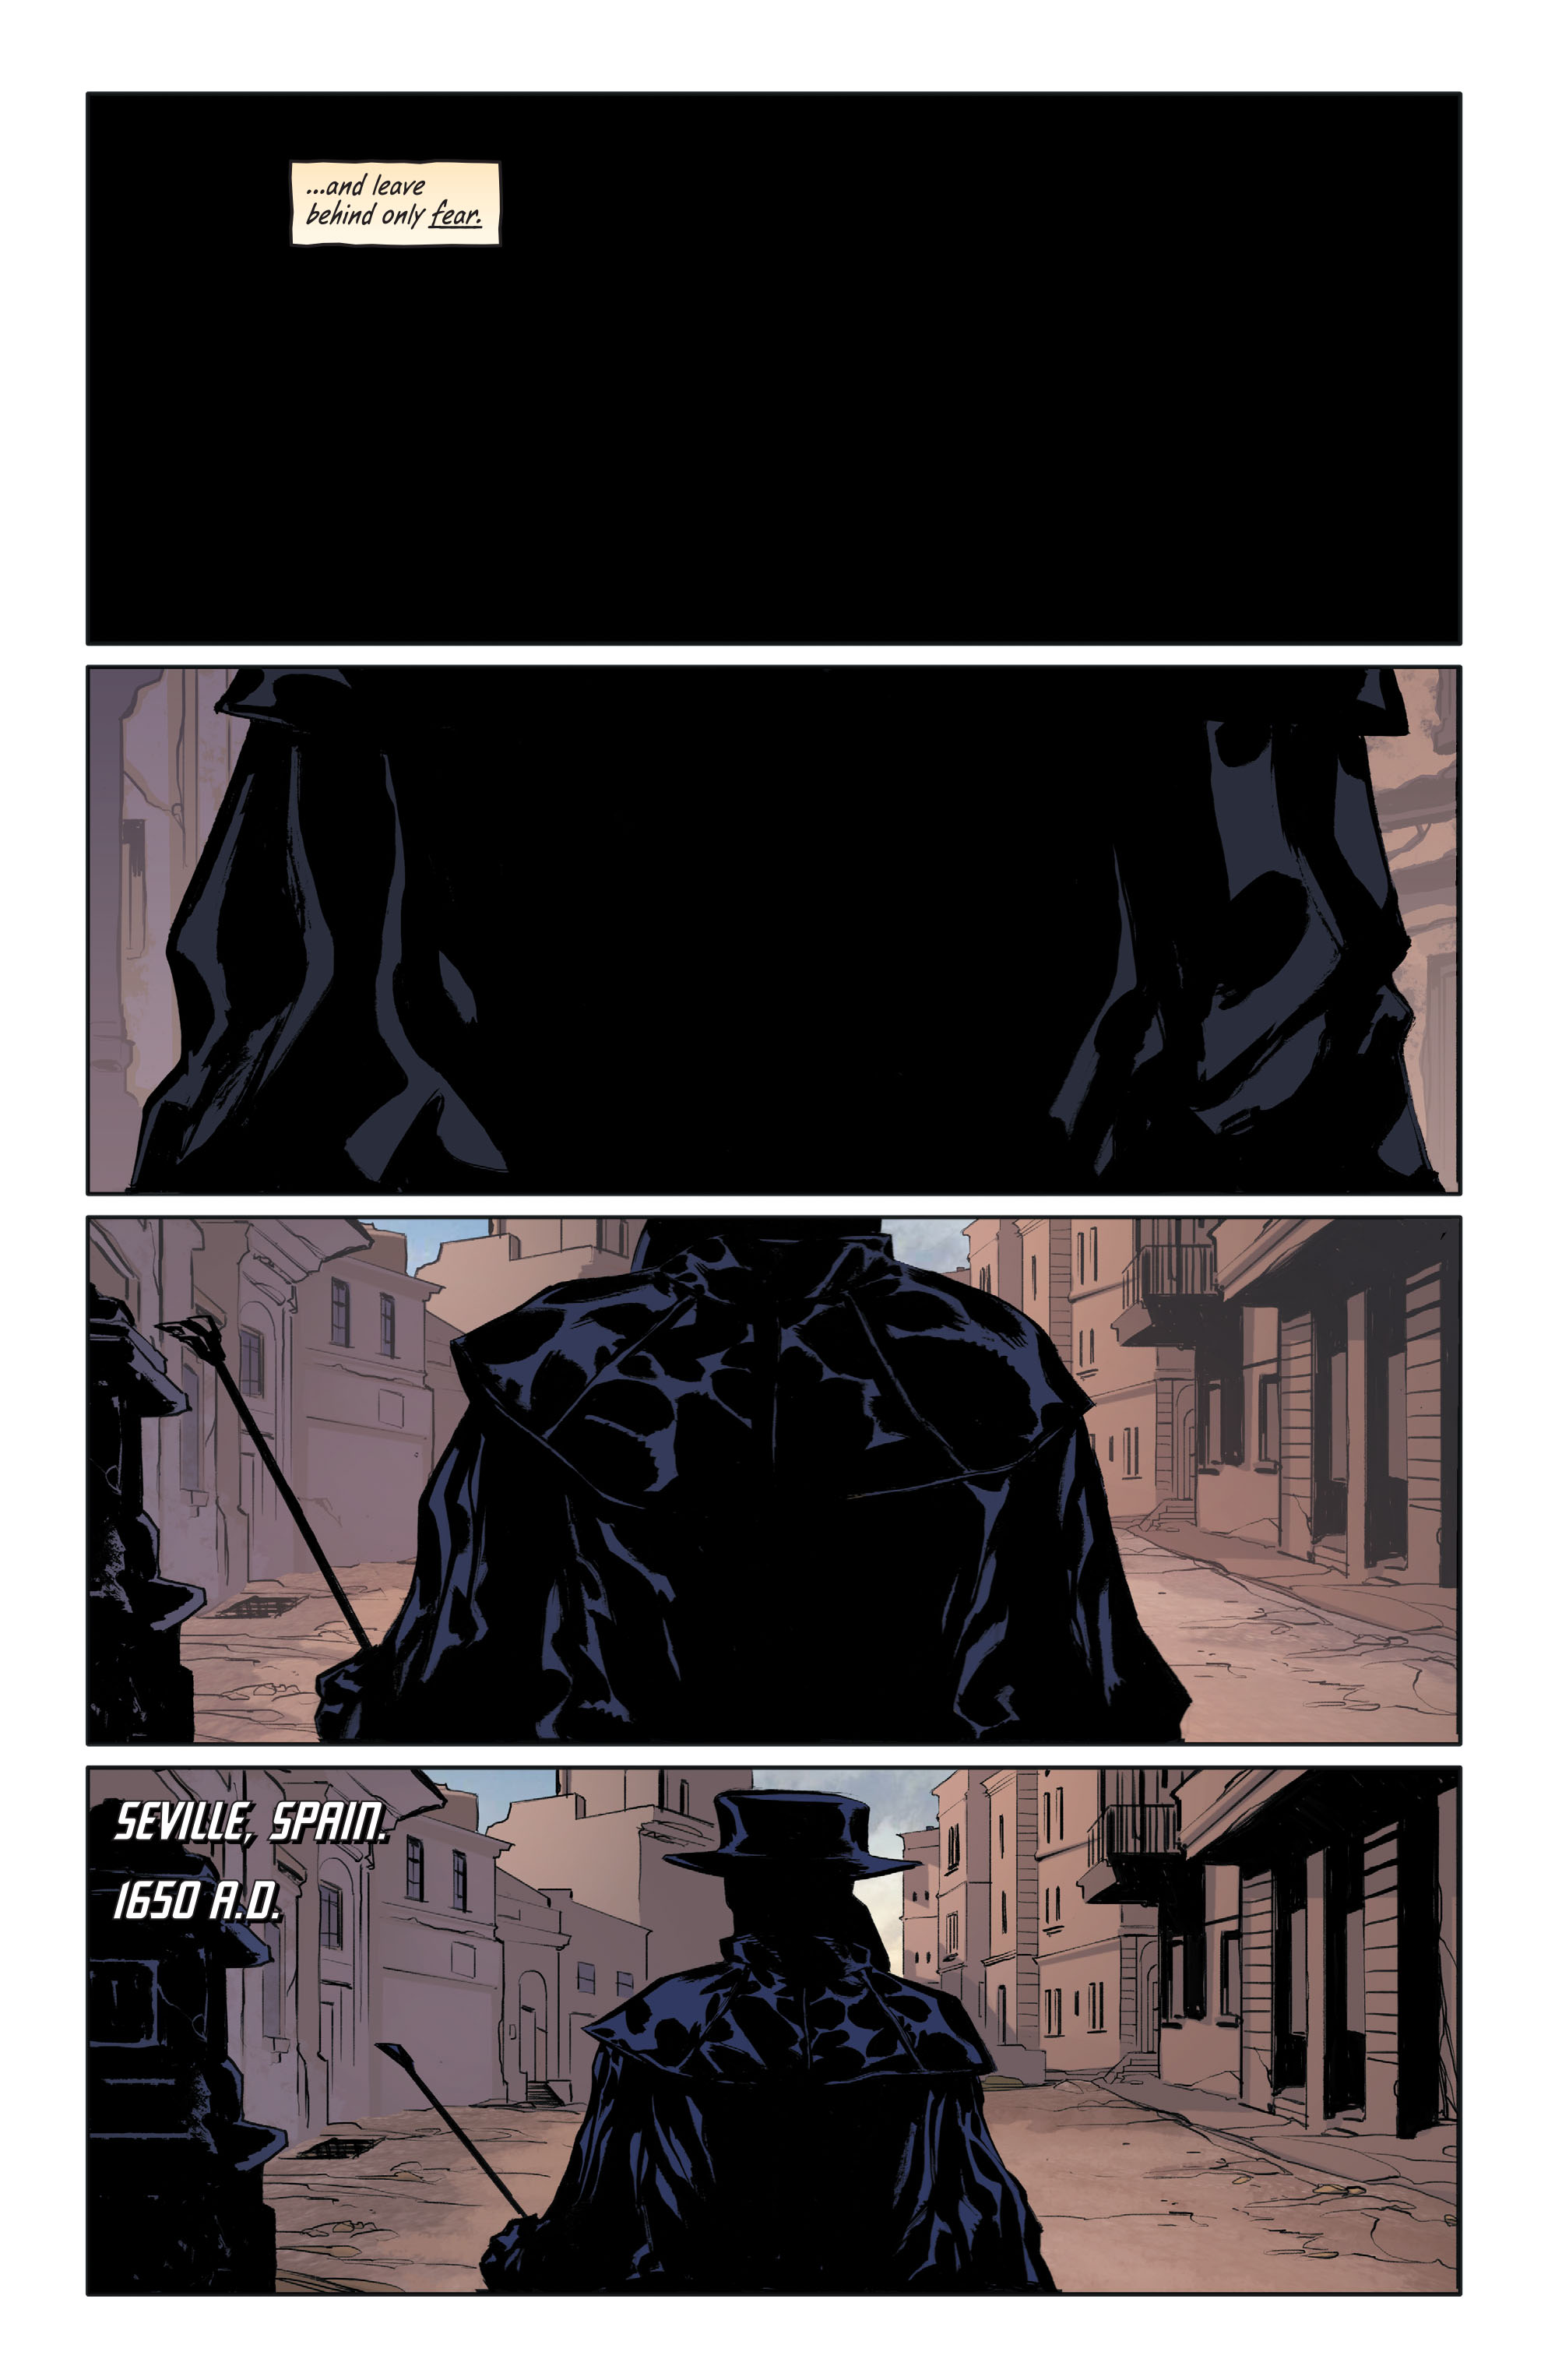 ...and leave
behind only fear.
SEVILLE, SPAIN.
1650 A.D.